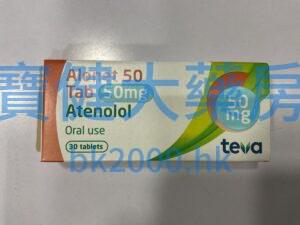 Alonet 50
Tab 50mg
Atenolol
Oral use
30 tablets
50
mg
teva
寶健大藥房
bk2000.hk